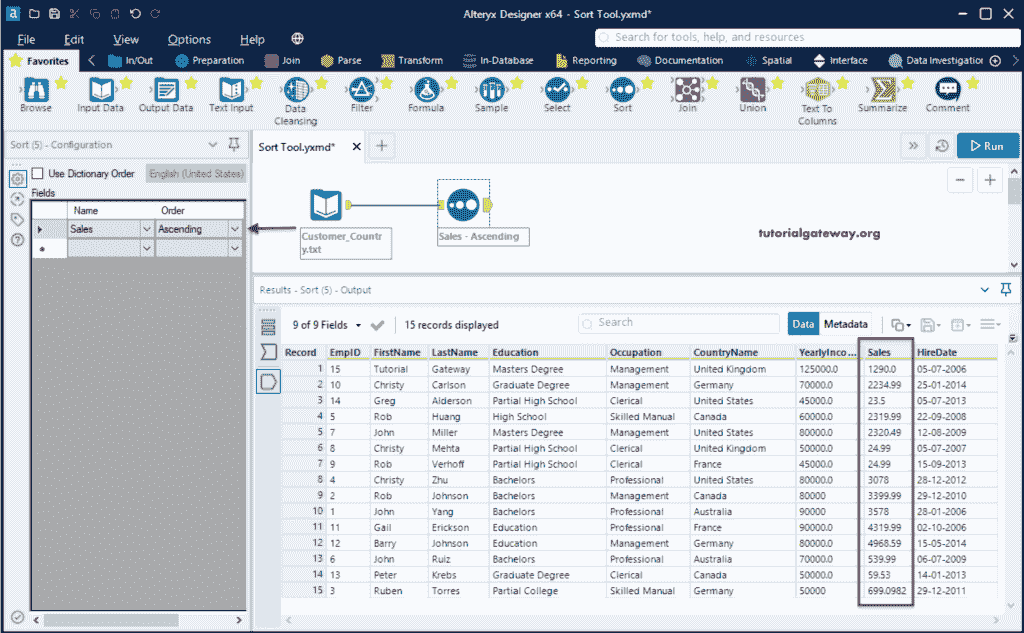 Alteryx Designer x64 - Sort Tool.yxmd*
File Edit View Options Help
Search for tools, help, and resources
Favorites In/Out Preparation Join Parse Transform In-Database Reporting Documentation Spatial Interface Data Investigation
Browse Input Data Output Data Text Input Data Cleansing Filter Formula Sample Select Sort Join Union Text To Columns Summarize Comment
Sort (5) - Configuration
Use Dictionary Order English (United States)
Fields
Name Order
Sales Ascending
Sort Tool.yxmd*
Run
Customer_Countr
y.txt
Sales - Ascending
tutorialgateway.org
Results - Sort (5) - Output
9 of 9 Fields 15 records displayed Search Data Metadata
Record EmpID FirstName LastName Education Occupation CountryName YearlyInco... Sales HireDate
1 15 Tutorial Gateway Masters Degree Management United Kingdom 125000.0 1290.0 05-07-2006
2 10 Christy Carlson Graduate Degree Management Germany 70000.0 2234.99 25-01-2014
3 14 Greg Alderson Partial High School Clerical United States 45000.0 23.5 05-07-2013
4 5 Rob Huang High School Skilled Manual Canada 60000.0 2319.99 22-09-2008
5 7 John Miller Masters Degree Management United States 80000.0 2320.49 12-08-2009
6 8 Christy Mehta Partial High School Clerical United Kingdom 50000.0 24.99 05-07-2007
7 9 Rob Verhoff Partial High School Clerical France 45000.0 24.99 15-09-2013
8 4 Christy Zhu Bachelors Professional United States 80000.0 3078 28-12-2012
9 2 Rob Johnson Bachelors Management Canada 80000 3399.99 29-12-2010
10 1 John Yang Bachelors Professional Australia 90000 3578 28-01-2006
11 11 Gail Erickson Education Professional France 90000.0 4319.99 02-10-2006
12 12 Barry Johnson Education Management Germany 80000.0 4968.59 15-05-2014
13 6 John Ruiz Bachelors Professional Australia 70000.0 539.99 06-07-2009
14 13 Peter Krebs Graduate Degree Clerical Canada 50000.0 59.53 14-01-2013
15 3 Ruben Torres Partial College Skilled Manual Germany 50000 699.0982 29-12-2011